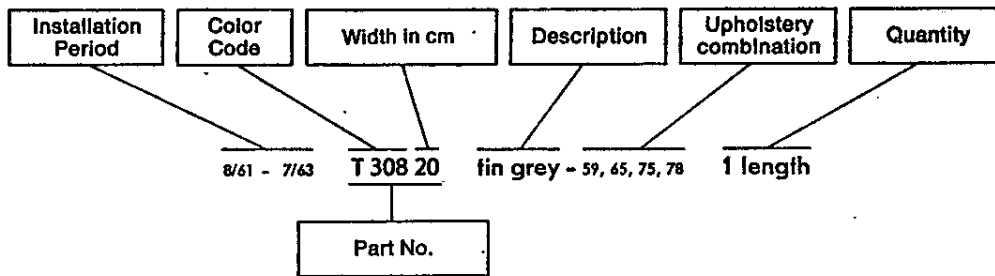 Installation Period
Color Code
Width in cm
Description
Upholstery combination
Quantity
8/61 - 7/63 T 308 20 fin grey - 59, 65, 75, 78 1 length
Part No.